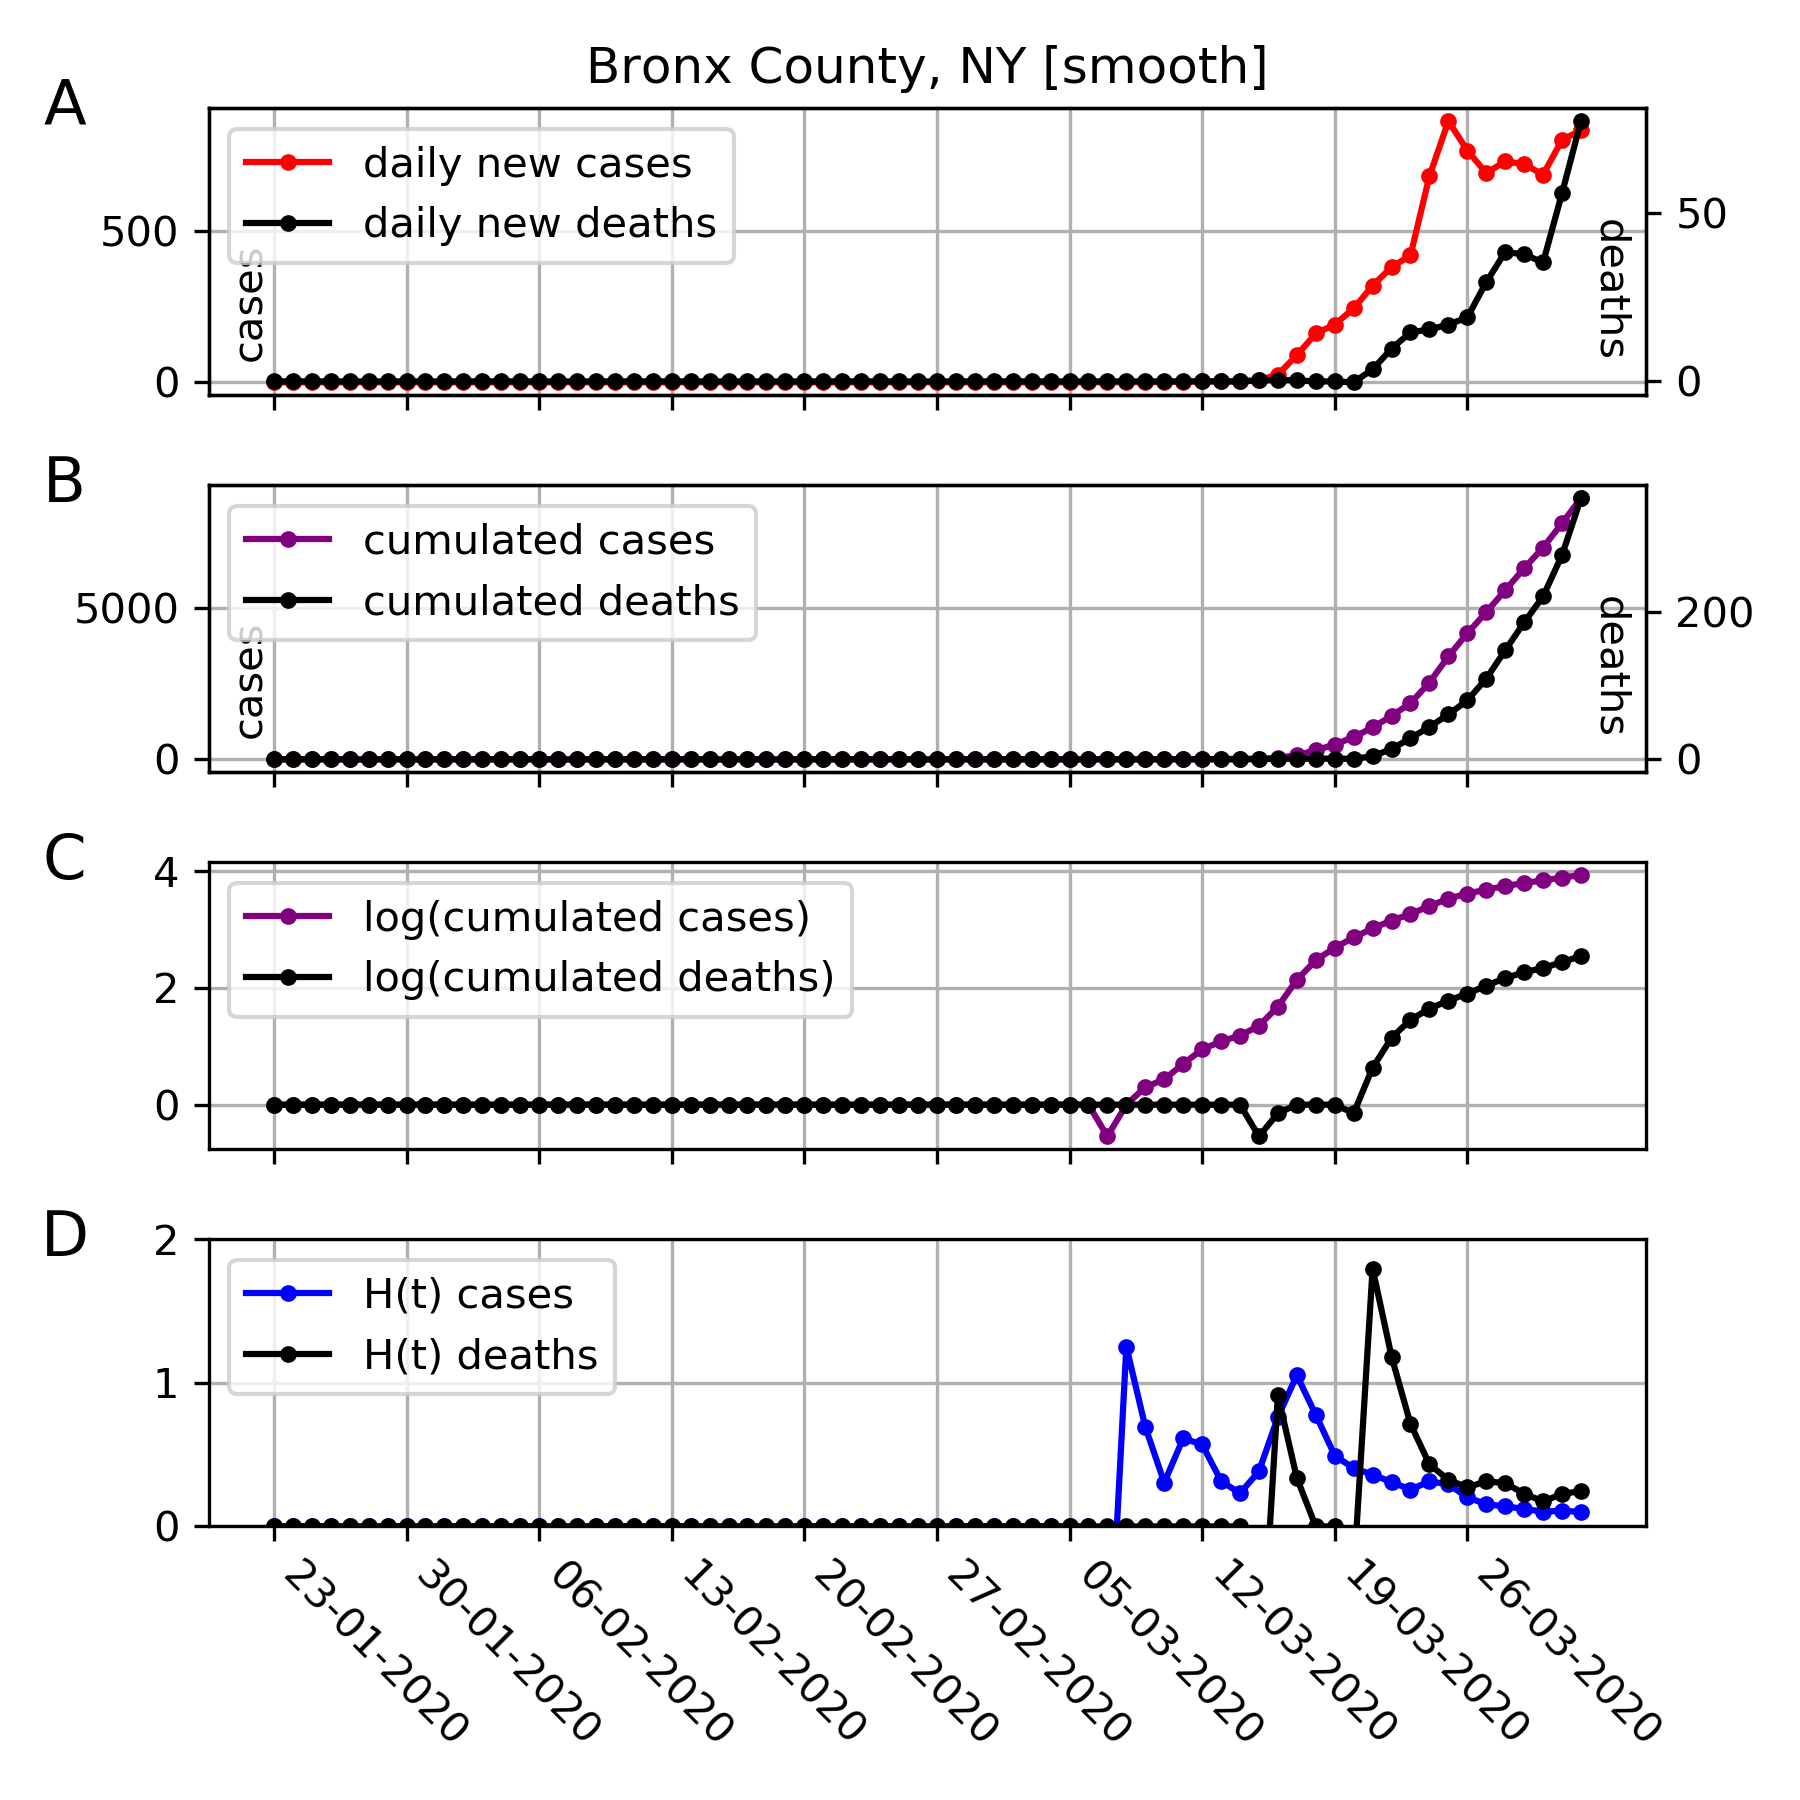 Bronx County, NY [smooth]
A
daily new cases
daily new deaths
500
0
cases
50
0
deaths
B
cumulated cases
cumulated deaths
5000
0
cases
200
0
deaths
C
log(cumulated cases)
log(cumulated deaths)
4
2
0
D
H(t) cases
H(t) deaths
2
1
0
23-01-2020
30-01-2020
06-02-2020
13-02-2020
20-02-2020
27-02-2020
05-03-2020
12-03-2020
19-03-2020
26-03-2020